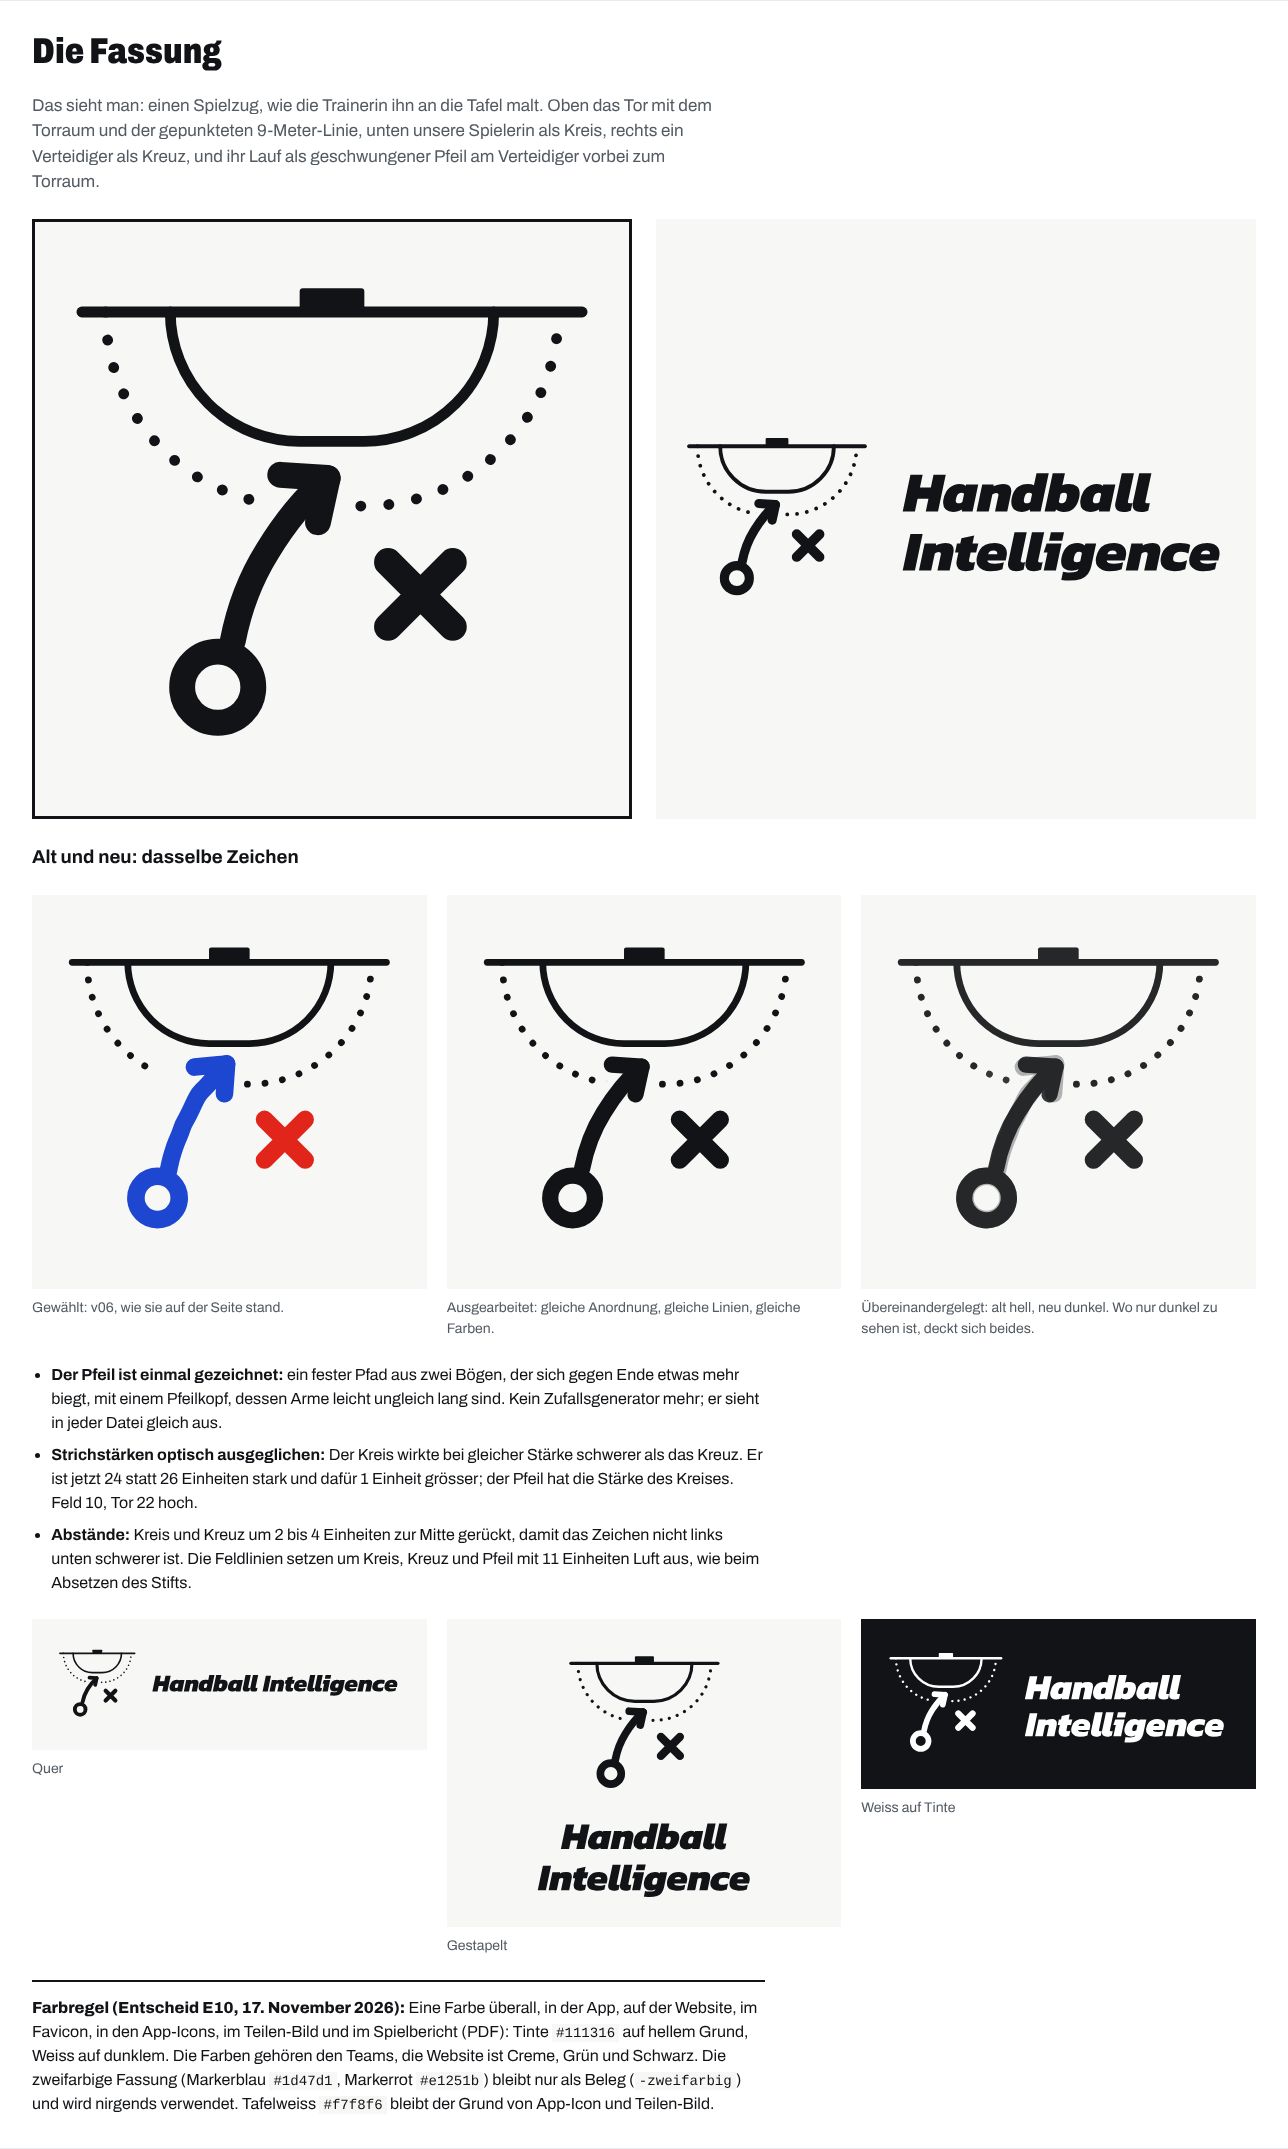 Die Fassung
Das sieht man: einen Spielzug, wie die Trainerin ihn an die Tafel malt. Oben das Tor mit dem
Torraum und der gepunkteten 9-Meter-Linie, unten unsere Spielerin als Kreis, rechts ein
Verteidiger als Kreuz, und ihr Lauf als geschwungener Pfeil am Verteidiger vorbei zum
Torraum.
Handball
Intelligence
Alt und neu: dasselbe Zeichen
Gewählt: v06, wie sie auf der Seite stand.
Ausgearbeitet: gleiche Anordnung, gleiche Linien, gleiche
Farben.
Übereinandergelegt: alt hell, neu dunkel. Wo nur dunkel zu
sehen ist, deckt sich beides.
• Der Pfeil ist einmal gezeichnet: ein fester Pfad aus zwei Bögen, der sich gegen Ende etwas mehr
biegt, mit einem Pfeilkopf, dessen Arme leicht ungleich lang sind. Kein Zufallsgenerator mehr; er sieht
in jeder Datei gleich aus.
• Strichstärken optisch ausgeglichen: Der Kreis wirkte bei gleicher Stärke schwerer als das Kreuz. Er
ist jetzt 24 statt 26 Einheiten stark und dafür 1 Einheit grösser; der Pfeil hat die Stärke des Kreises.
Feld 10, Tor 22 hoch.
• Abstände: Kreis und Kreuz um 2 bis 4 Einheiten zur Mitte gerückt, damit das Zeichen nicht links
unten schwerer ist. Die Feldlinien setzen um Kreis, Kreuz und Pfeil mit 11 Einheiten Luft aus, wie beim
Absetzen des Stifts.
Handball Intelligence
Quer
Handball
Intelligence
Gestapelt
Handball
Intelligence
Weiss auf Tinte
Farbregel (Entscheid E10, 17. November 2026): Eine Farbe überall, in der App, auf der Website, im
Favicon, in den App-Icons, im Teilen-Bild und im Spielbericht (PDF): Tinte #111316 auf hellem Grund,
Weiss auf dunklem. Die Farben gehören den Teams, die Website ist Creme, Grün und Schwarz. Die
zweifarbige Fassung (Markerblau #1d47d1, Markerrot #e1251b) bleibt nur als Beleg (-zweifarbig)
und wird nirgends verwendet. Tafelweiss #f7f8f6 bleibt der Grund von App-Icon und Teilen-Bild.